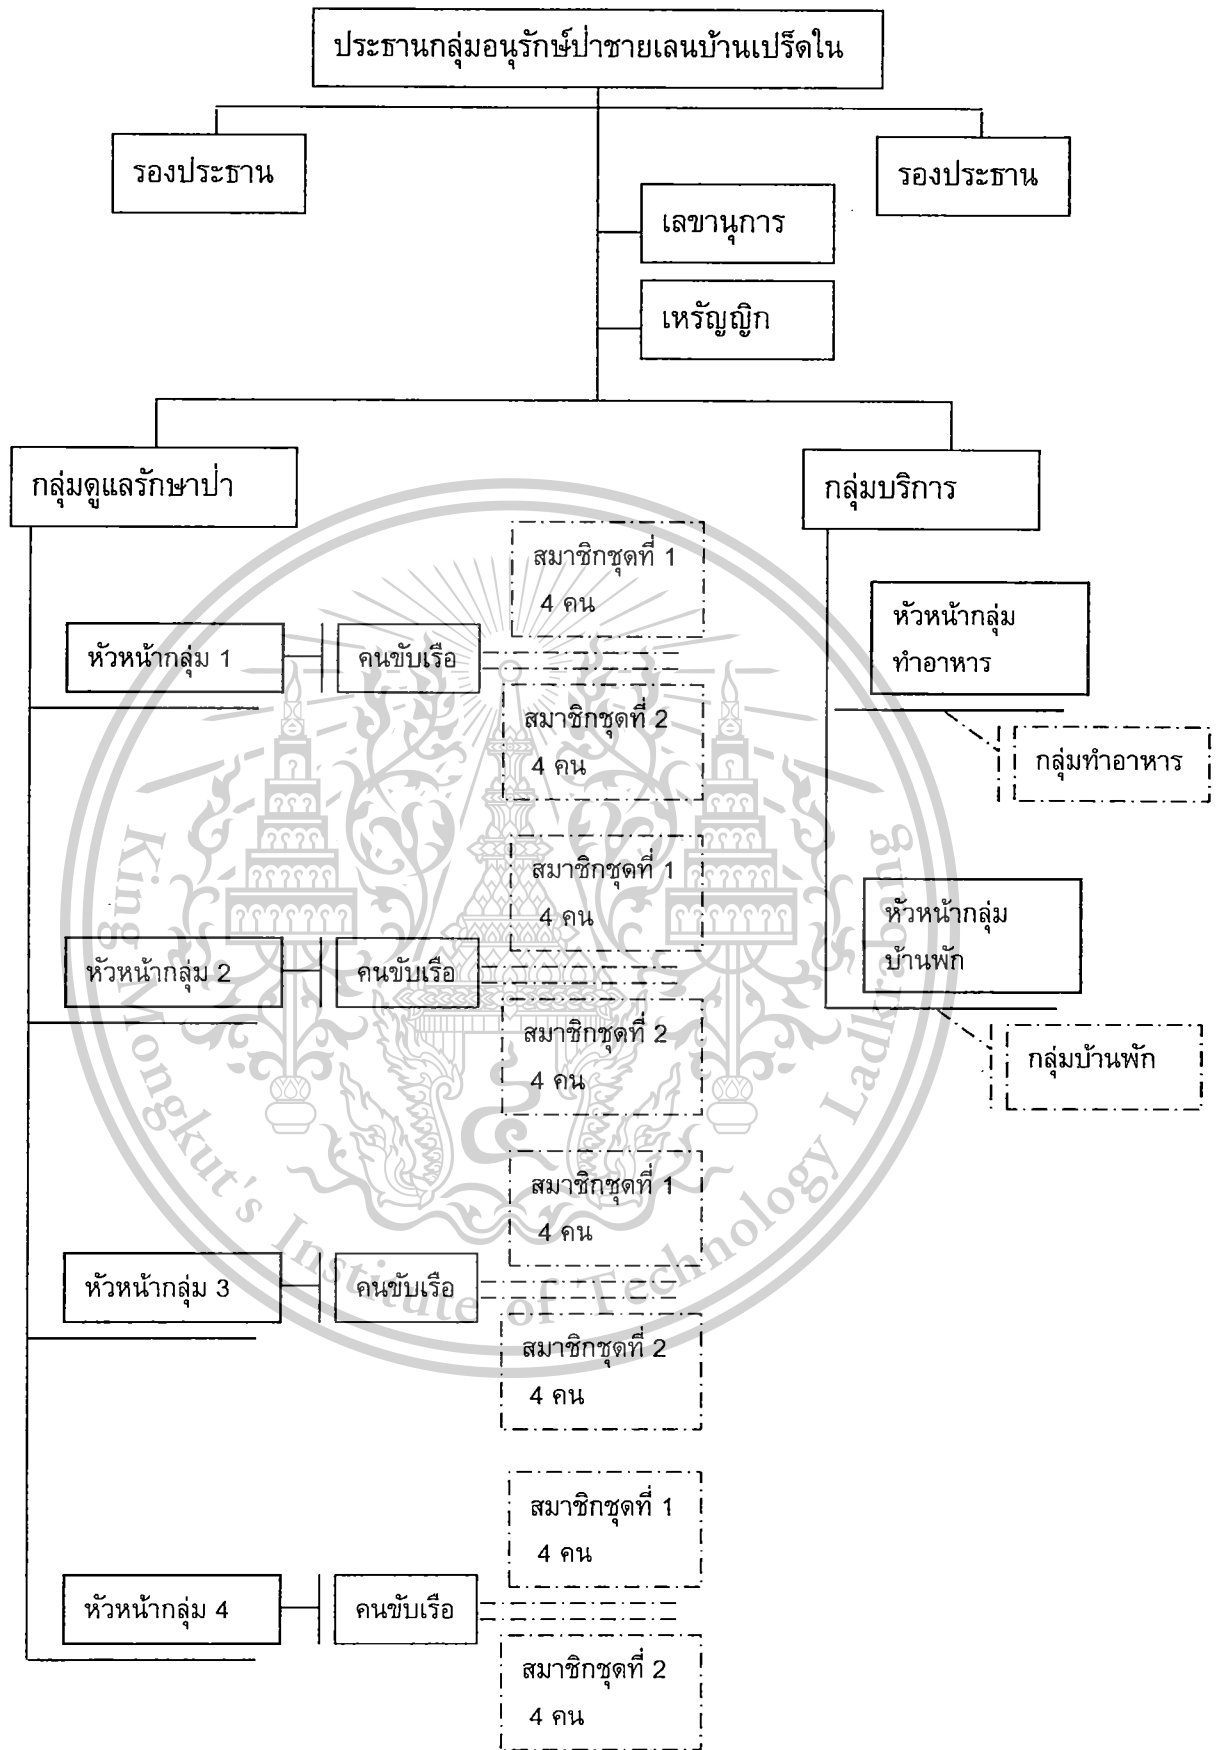 ประธานกลุ่มอนุรักษ์ป่าชายเลนบ้านเปร็ดใน
รองประธาน
รองประธาน
เลขานุการ
เหรัญญิก
กลุ่มดูแลรักษาป่า
กลุ่มบริการ
สมาชิกชุดที่ 1
4 คน
หัวหน้ากลุ่ม 1
คนขับเรือ
สมาชิกชุดที่ 2
4 คน
หัวหน้ากลุ่ม
ทำอาหาร
กลุ่มทำอาหาร
สมาชิกชุดที่ 1
4 คน
หัวหน้ากลุ่ม 2
คนขับเรือ
สมาชิกชุดที่ 2
4 คน
หัวหน้ากลุ่ม
บ้านพัก
กลุ่มบ้านพัก
สมาชิกชุดที่ 1
4 คน
หัวหน้ากลุ่ม 3
คนขับเรือ
สมาชิกชุดที่ 2
4 คน
สมาชิกชุดที่ 1
4 คน
หัวหน้ากลุ่ม 4
คนขับเรือ
สมาชิกชุดที่ 2
4 คน
King Mongkut's Institute of Technology Ladkrabang